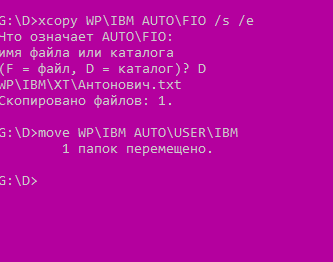 G:\D>xcopy WP\IBM AUTO\FIO /s /e
Что означает AUTO\FIO:
имя файла или каталога
(F = файл, D = каталог)? D
WP\IBM\XT\Антонович.txt
Скопировано файлов: 1.
G:\D>move WP\IBM AUTO\USER\IBM
1 папок перемещено.
G:\D>